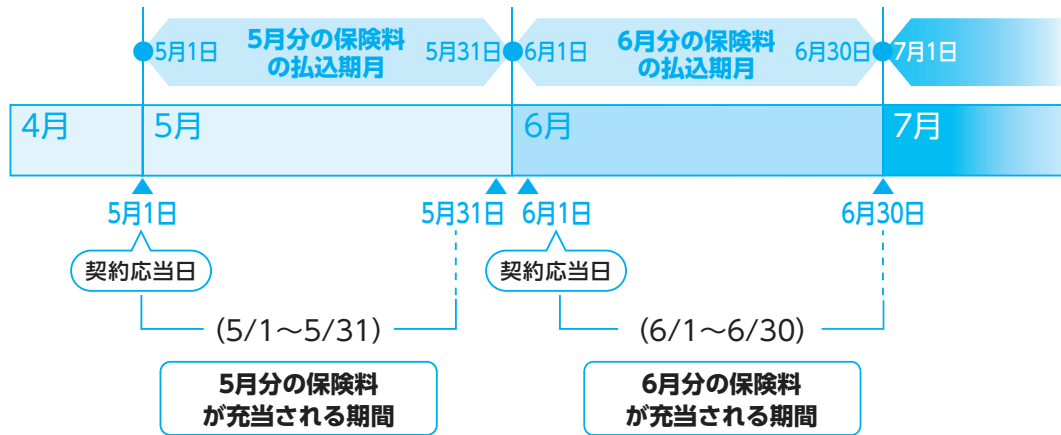 5月1日
5月分の保険料
の払込期月
5月31日
6月1日
6月分の保険料
の払込期月
6月30日
7月1日
4月
5月
6月
7月
5月1日
5月31日
6月1日
6月30日
契約応当日
契約応当日
(5/1〜5/31)
(6/1〜6/30)
5月分の保険料
が充当される期間
6月分の保険料
が充当される期間